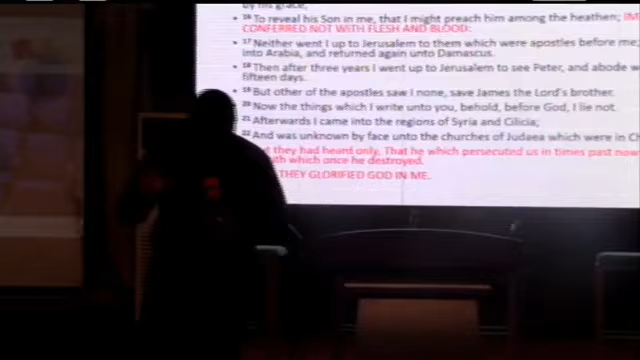 by his grace,
• 16 To reveal his Son in me, that I might preach him among the heathen; IM
CONFERRED NOT WITH FLESH AND BLOOD:
• 17 Neither went I up to Jerusalem to them which were apostles before me;
into Arabia, and returned again unto Damascus.
• 18 Then after three years I went up to Jerusalem to see Peter, and abode w
fifteen days.
• 19 But other of the apostles saw I none, save James the Lord's brother.
• 20 Now the things which I write unto you, behold, before God, I lie not.
21 Afterwards I came into the regions of Syria and Cilicia;
22 And was unknown by face unto the churches of Judaea which were in Ch
they had heard only, That he which persecuted us in times past now
which once he destroyed.
THEY GLORIFIED GOD IN ME.